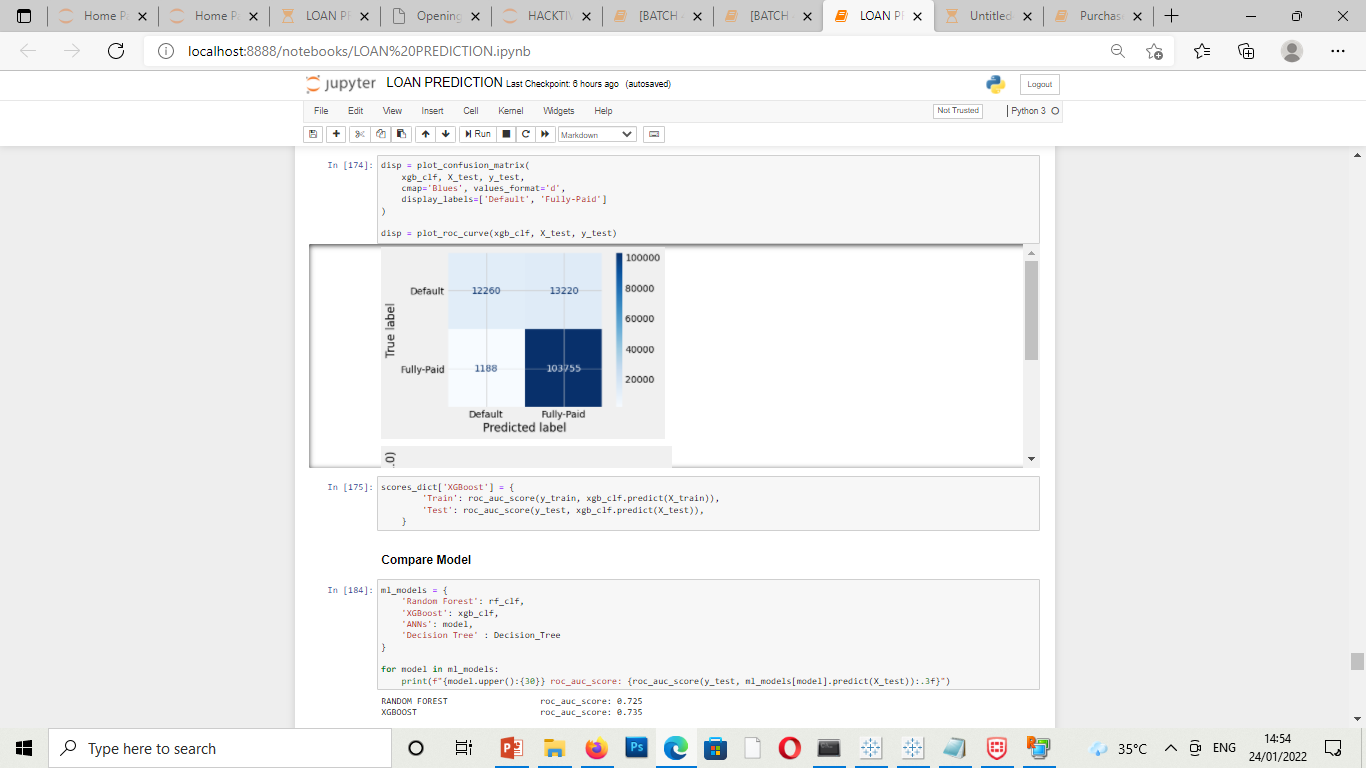 Home P
Home P
LOAN P
Opening
HACKTI
[BATCH
[BATCH
LOAN P
Untitled
Purchas
localhost:8888/notebooks/LOAN%20PREDICTION.ipynb
jupyter LOAN PREDICTION Last Checkpoint: 6 hours ago (autosaved)
Logout
File Edit View Insert Cell Kernel Widgets Help
Not Trusted
Python 3
Run
Markdown
In [174]: disp = plot_confusion_matrix(
xgb_clf, X_test, y_test,
cmap='Blues', values_format='d',
display_labels=['Default', 'Fully-Paid']
)
disp = plot_roc_curve(xgb_clf, X_test, y_test)
100000
Default 12260 13220
80000
60000
True label
40000
Fully-Paid 1188 103755
20000
Default Fully-Paid
Predicted label
.0)
In [175]: scores_dict['XGBoost'] = {
'Train': roc_auc_score(y_train, xgb_clf.predict(X_train)),
'Test': roc_auc_score(y_test, xgb_clf.predict(X_test)),
}
Compare Model
In [184]: ml_models = {
'Random Forest': rf_clf,
'XGBoost': xgb_clf,
'ANNs': model,
'Decision Tree' : Decision_Tree
}
for model in ml_models:
print(f"{model.upper():{30}} roc_auc_score: {roc_auc_score(y_test, ml_models[model].predict(X_test)):.3f}")
RANDOM FOREST roc_auc_score: 0.725
XGBOOST roc_auc_score: 0.735
Type here to search
Ps
35°C
ENG
14:54
24/01/2022